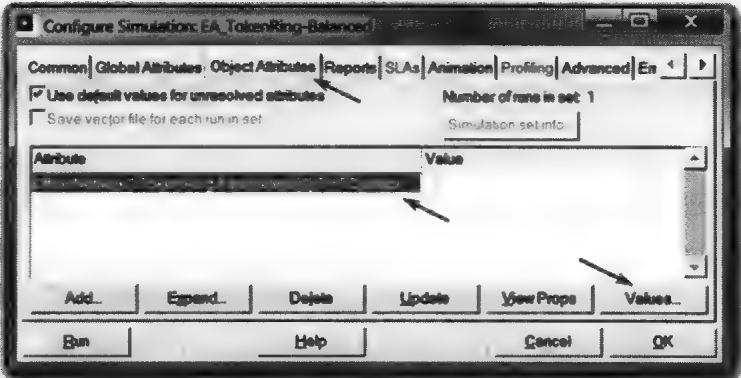 Configure Simulation: EA_TokenRing-Balanced
Common Global Attributes Object Attributes Reports SLAs Animation Profiling Advanced
Use default values for unresolved attributes Number of runs in set: 1
Save vector file for each run in set Simulation set info
Attribute Value
Add... Expand... Delete Update View Props Values...
Run Help Cancel OK